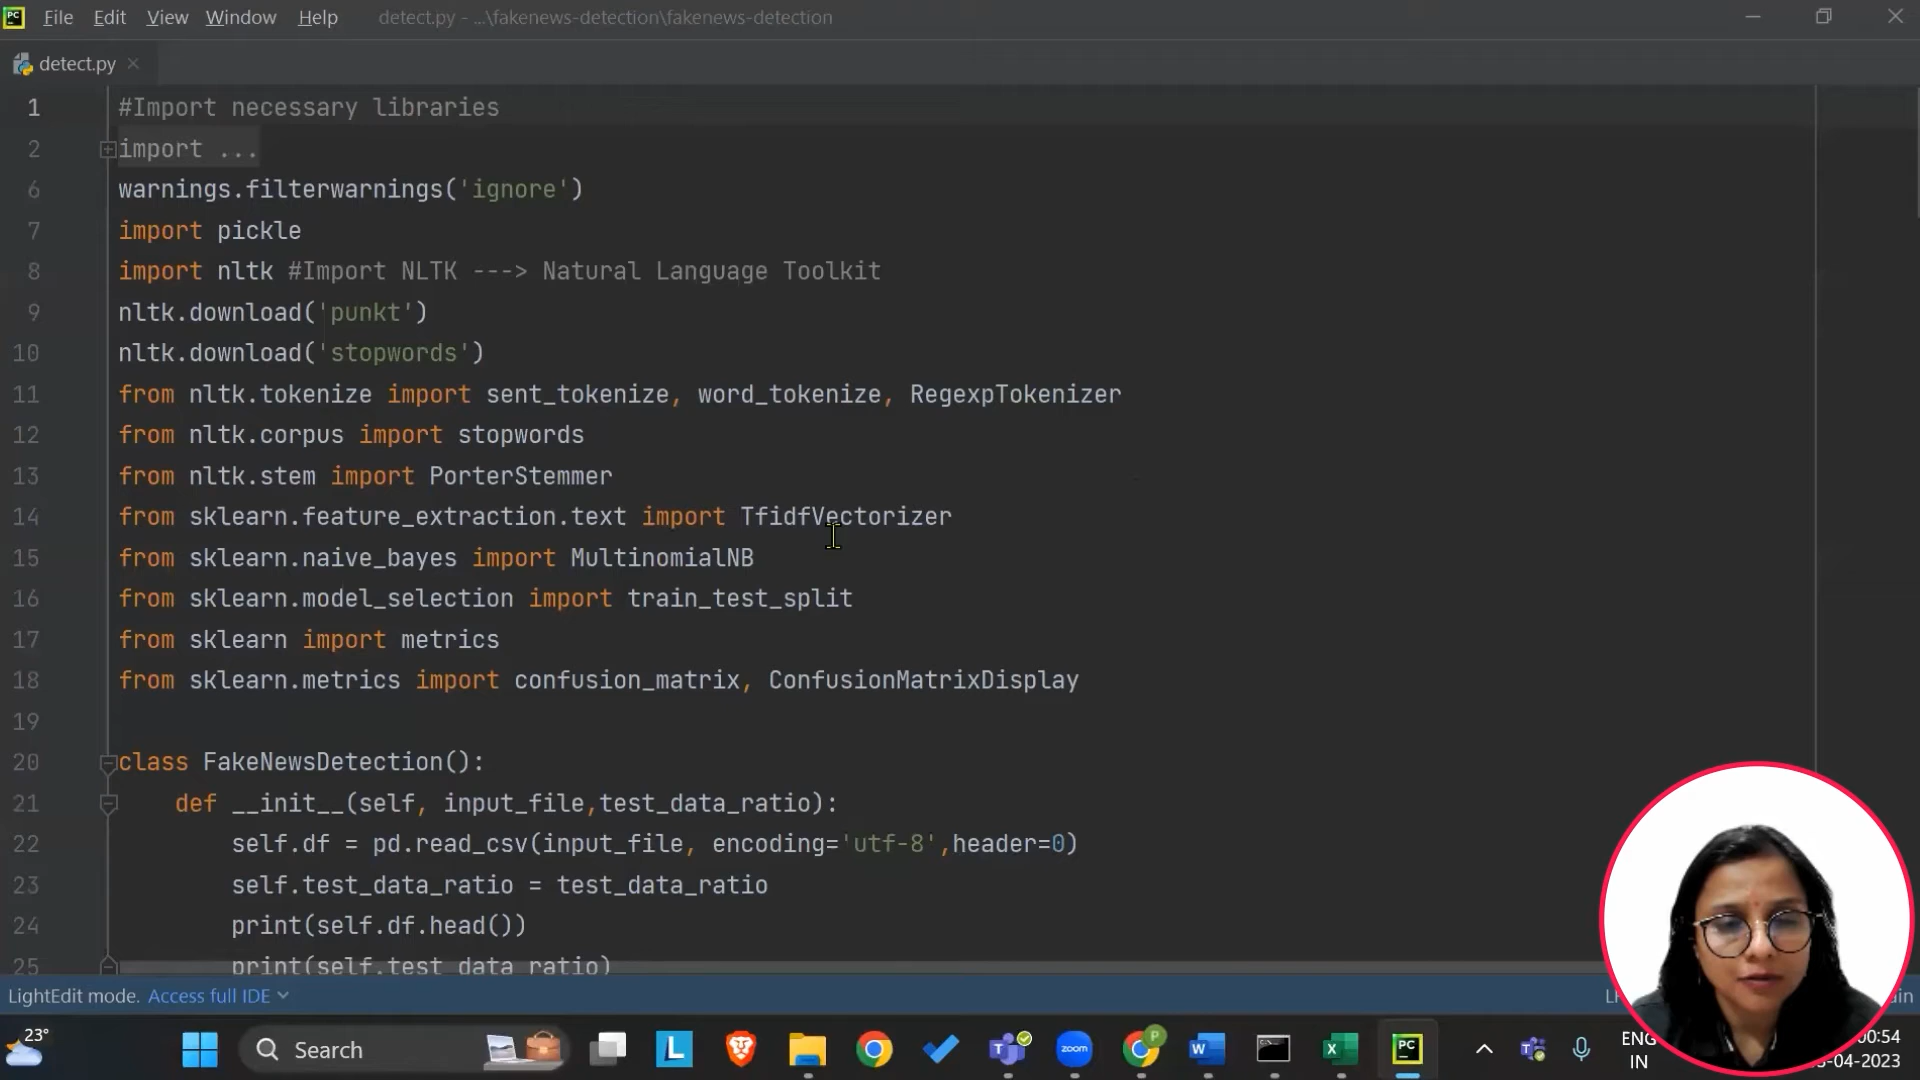 PC File Edit View Window Help detect.py - ...\fakenews-detection\fakenews-detection
detect.py
1 #Import necessary libraries
2 import ...
6 warnings.filterwarnings('ignore')
7 import pickle
8 import nltk #Import NLTK ---> Natural Language Toolkit
9 nltk.download('punkt')
10 nltk.download('stopwords')
11 from nltk.tokenize import sent_tokenize, word_tokenize, RegexpTokenizer
12 from nltk.corpus import stopwords
13 from nltk.stem import PorterStemmer
14 from sklearn.feature_extraction.text import TfidfVectorizer
15 from sklearn.naive_bayes import MultinomialNB
16 from sklearn.model_selection import train_test_split
17 from sklearn import metrics
18 from sklearn.metrics import confusion_matrix, ConfusionMatrixDisplay
19
20 class FakeNewsDetection():
21 def __init__(self, input_file,test_data_ratio):
22 self.df = pd.read_csv(input_file, encoding='utf-8',header=0)
23 self.test_data_ratio = test_data_ratio
24 print(self.df.head())
25 print(self.test_data_ratio)
LightEdit mode. Access full IDE
23° Search L zoom P W X PC ENG
IN